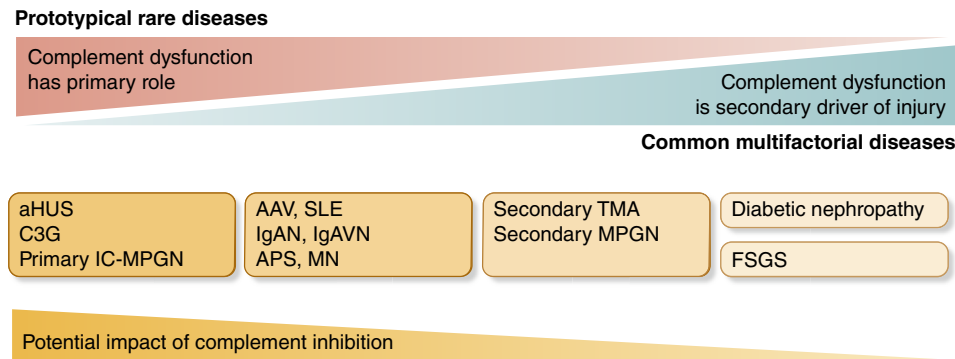 Prototypical rare diseases
Complement dysfunction
has primary role
Complement dysfunction
is secondary driver of injury
Common multifactorial diseases
aHUS
C3G
Primary IC-MPGN
AAV, SLE
IgAN, IgAVN
APS, MN
Secondary TMA
Secondary MPGN
Diabetic nephropathy
FSGS
Potential impact of complement inhibition